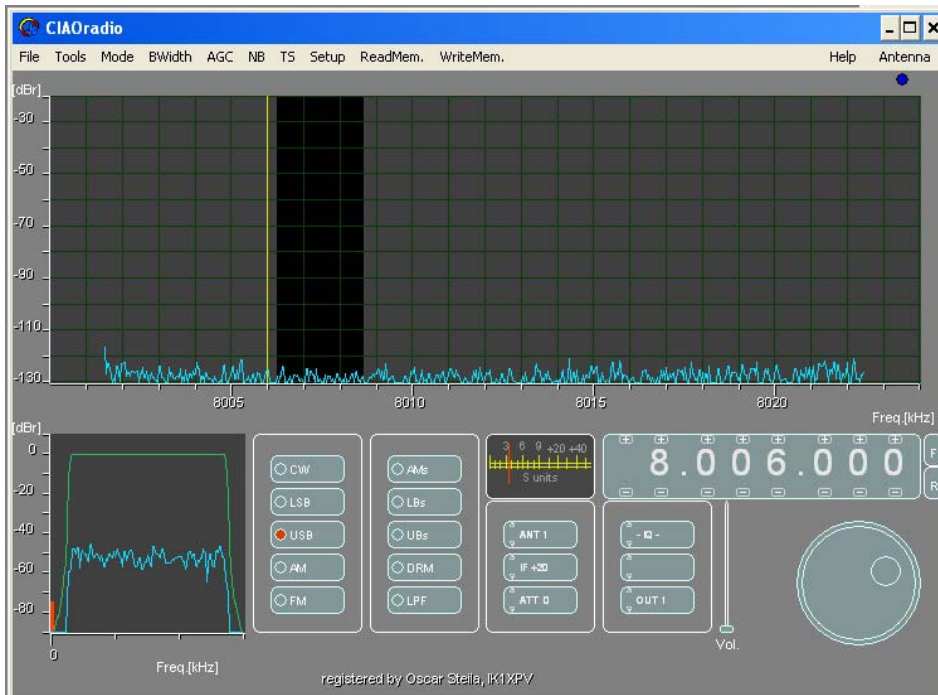 CIAOradio
File Tools Mode BWidth AGC NB TS Setup ReadMem. WriteMem. Help Antenna
[dBr]
-30
-50
-70
-90
-110
-130
8005 8010 8015 8020
Freq.[kHz]
[dBr]
0
-20
-40
-60
-80
0
Freq.[kHz]
CW
LSB
USB
AM
FM
AMs
LBs
UBs
DRM
LPF
3 6 9 +20 +40
S units
8.006.000
F
R
ANT 1
IF +20
ATT 0
- IQ -
OUT 1
Vol.
registered by Oscar Steila, IK1XPV